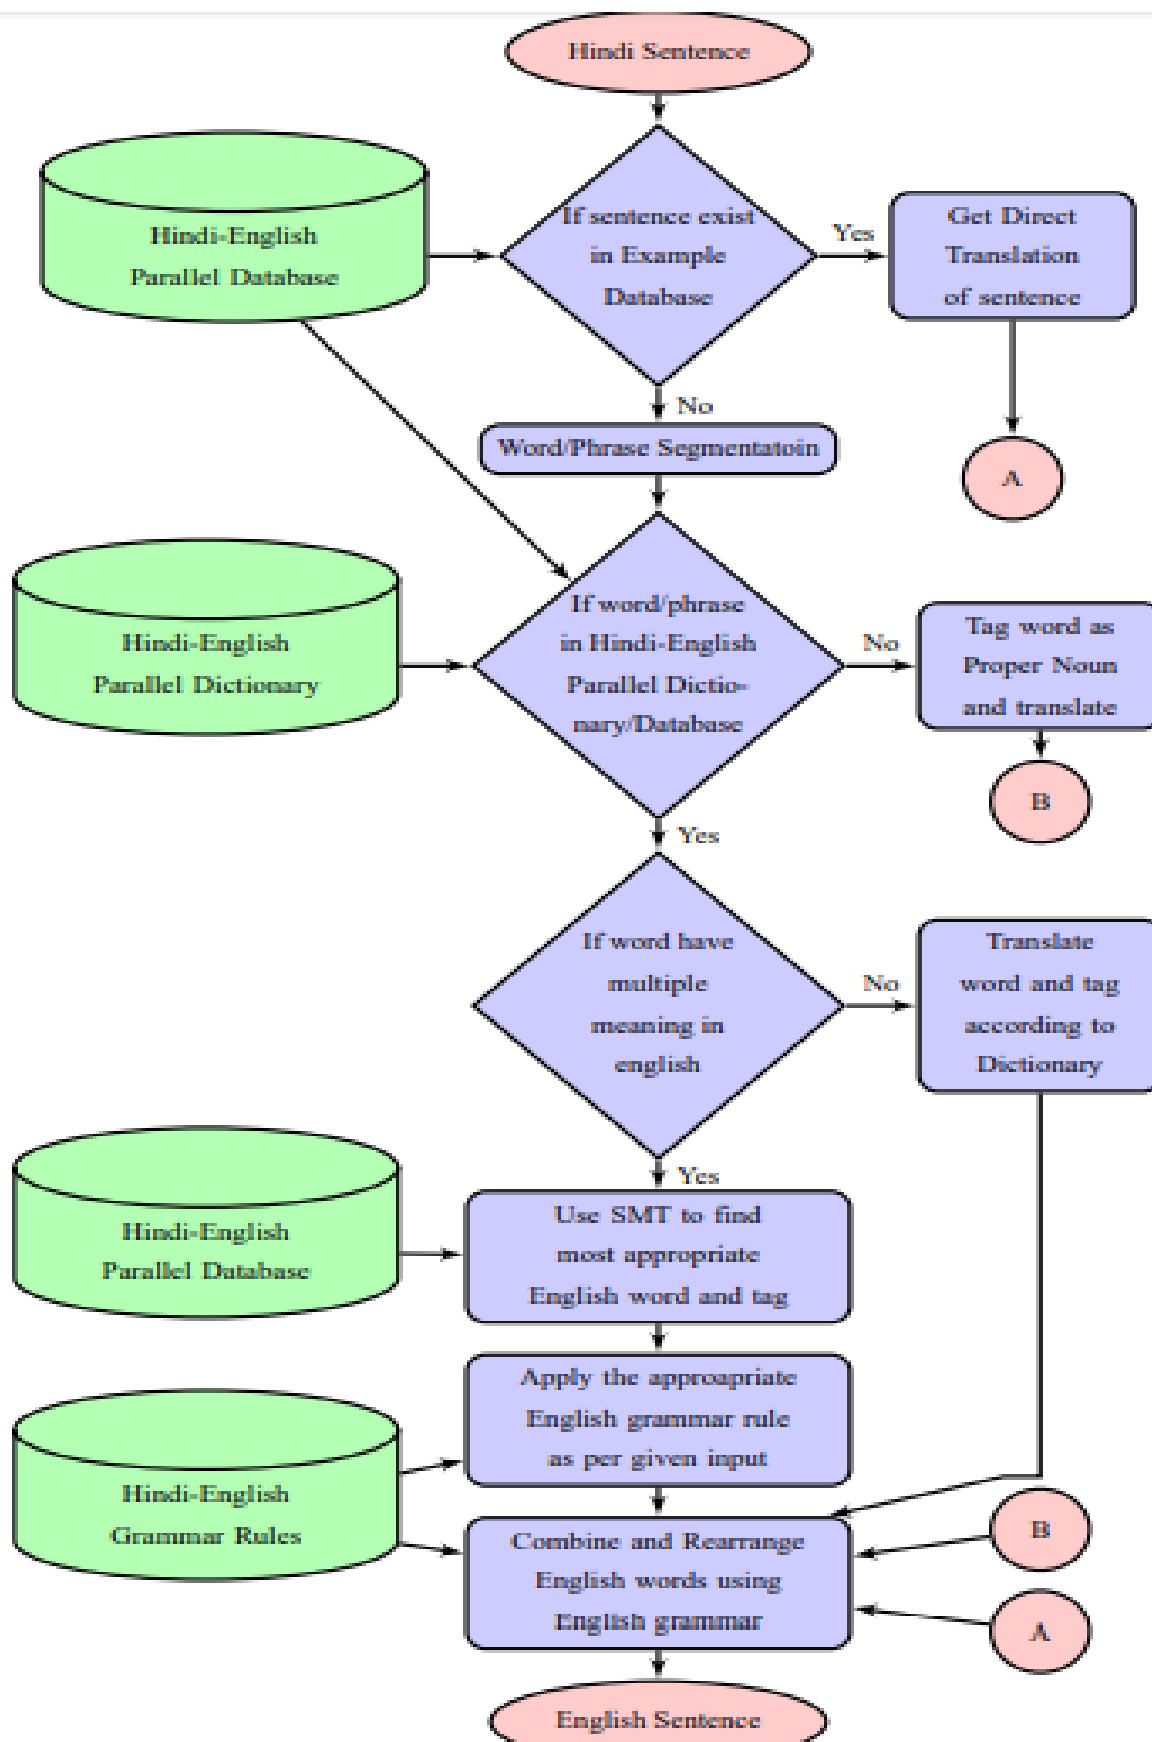 Hindi Sentence
Hindi-English
Parallel Database
If sentence exist
in Example
Database
Yes
Get Direct
Translation
of sentence
No
A
Word/Phrase Segmentatoin
Hindi-English
Parallel Dictionary
If word/phrase
in Hindi-English
Parallel Dictio-
nary/Database
No
Tag word as
Proper Noun
and translate
B
Yes
If word have
multiple
meaning in
english
No
Translate
word and tag
according to
Dictionary
Yes
Hindi-English
Parallel Database
Use SMT to find
most appropriate
English word and tag
Apply the approapriate
English grammar rule
as per given input
Hindi-English
Grammar Rules
Combine and Rearrange
English words using
English grammar
B
A
English Sentence